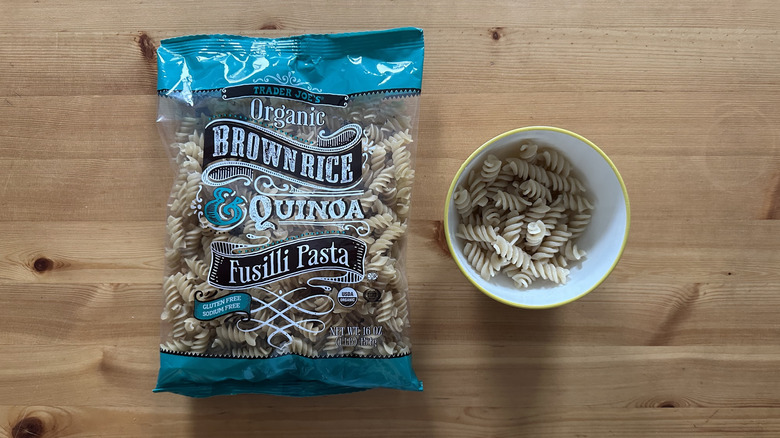 TRADER JOE'S
Organic
BROWN RICE
& QUINOA
Fusilli Pasta
GLUTEN FREE
SODIUM FREE
USDA
ORGANIC
NET WT. 16 OZ